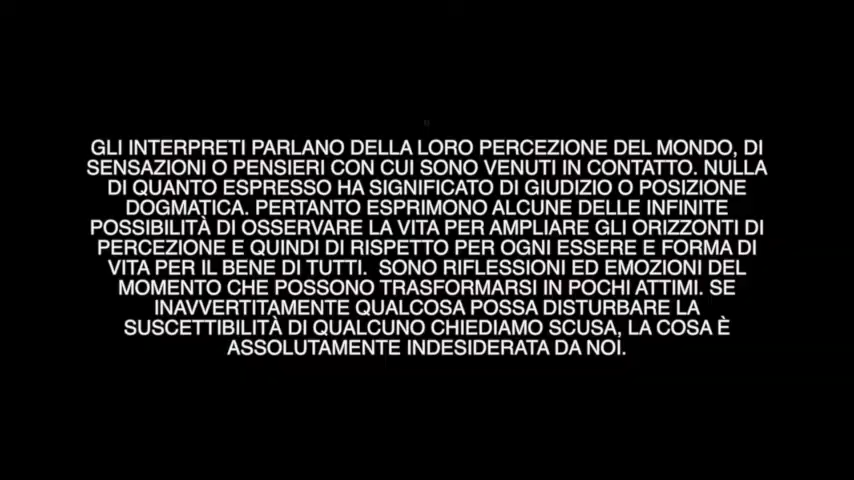 GLI INTERPRETI PARLANO DELLA LORO PERCEZIONE DEL MONDO, DI
SENSAZIONI O PENSIERI CON CUI SONO VENUTI IN CONTATTO. NULLA
DI QUANTO ESPRESSO HA SIGNIFICATO DI GIUDIZIO O POSIZIONE
DOGMATICA. PERTANTO ESPRIMONO ALCUNE DELLE INFINITE
POSSIBILITÀ DI OSSERVARE LA VITA PER AMPLIARE GLI ORIZZONTI DI
PERCEZIONE E QUINDI DI RISPETTO PER OGNI ESSERE E FORMA DI
VITA PER IL BENE DI TUTTI. SONO RIFLESSIONI ED EMOZIONI DEL
MOMENTO CHE POSSONO TRASFORMARSI IN POCHI ATTIMI. SE
INAVVERTITAMENTE QUALCOSA POSSA DISTURBARE LA
SUSCETTIBILITÀ DI QUALCUNO CHIEDIAMO SCUSA, LA COSA È
ASSOLUTAMENTE INDESIDERATA DA NOI.